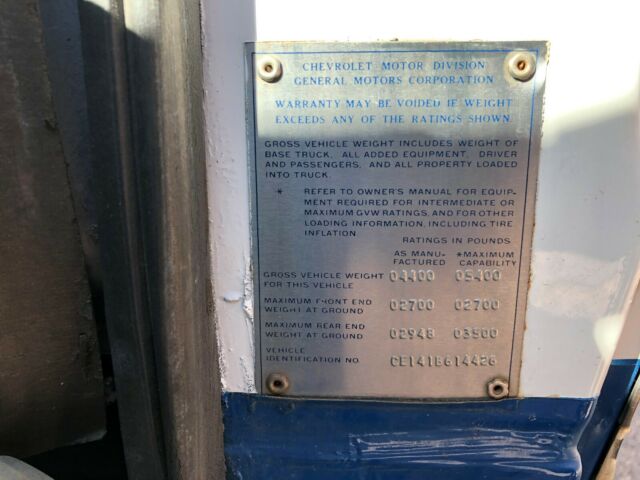 CHEVROLET MOTOR DIVISION
GENERAL MOTORS CORPORATION
WARRANTY MAY BE VOIDED IF WEIGHT
EXCEEDS ANY OF THE RATINGS SHOWN.
GROSS VEHICLE WEIGHT INCLUDES WEIGHT OF
BASE TRUCK, ALL ADDED EQUIPMENT, DRIVER
AND PASSENGERS, AND ALL PROPERTY LOADED
INTO TRUCK.
* REFER TO OWNER'S MANUAL FOR EQUIP-
MENT REQUIRED FOR INTERMEDIATE OR
MAXIMUM GVW RATINGS, AND FOR OTHER
LOADING INFORMATION, INCLUDING TIRE
INFLATION.
RATINGS IN POUNDS
AS MANU- *MAXIMUM
FACTURED CAPABILITY
GROSS VEHICLE WEIGHT 04400 05400
FOR THIS VEHICLE
MAXIMUM FRONT END 02700 02700
WEIGHT AT GROUND
MAXIMUM REAR END 02948 03500
WEIGHT AT GROUND
VEHICLE
IDENTIFICATION NO. CE141B614426